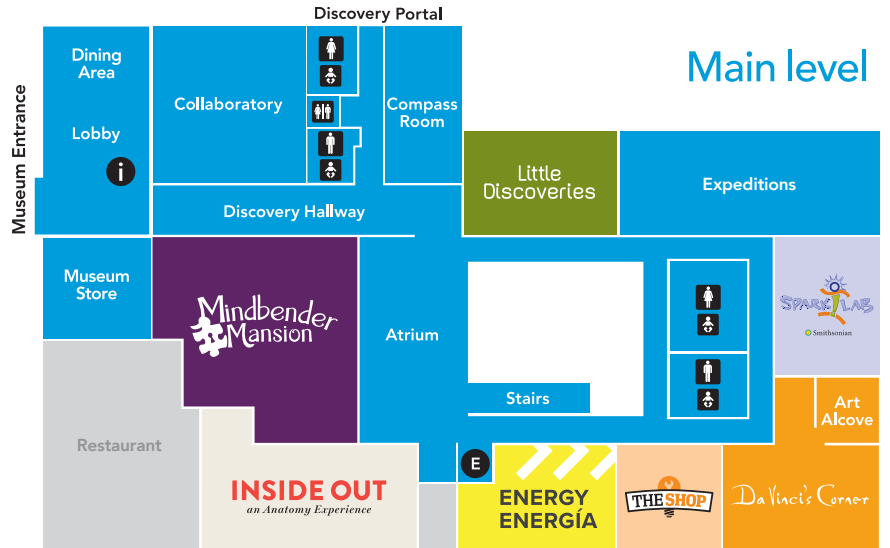 Discovery Portal
Main level
Museum Entrance
Dining
Area
Lobby
i
Collaboratory
Compass
Room
Little
Discoveries
Expeditions
Discovery Hallway
Museum
Store
Mindbender
Mansion
Atrium
SPARK!LAB
Smithsonian
Stairs
Art
Alcove
Restaurant
INSIDE OUT
an Anatomy Experience
E
ENERGY
ENERGÍA
THE SHOP
Da Vinci's Corner